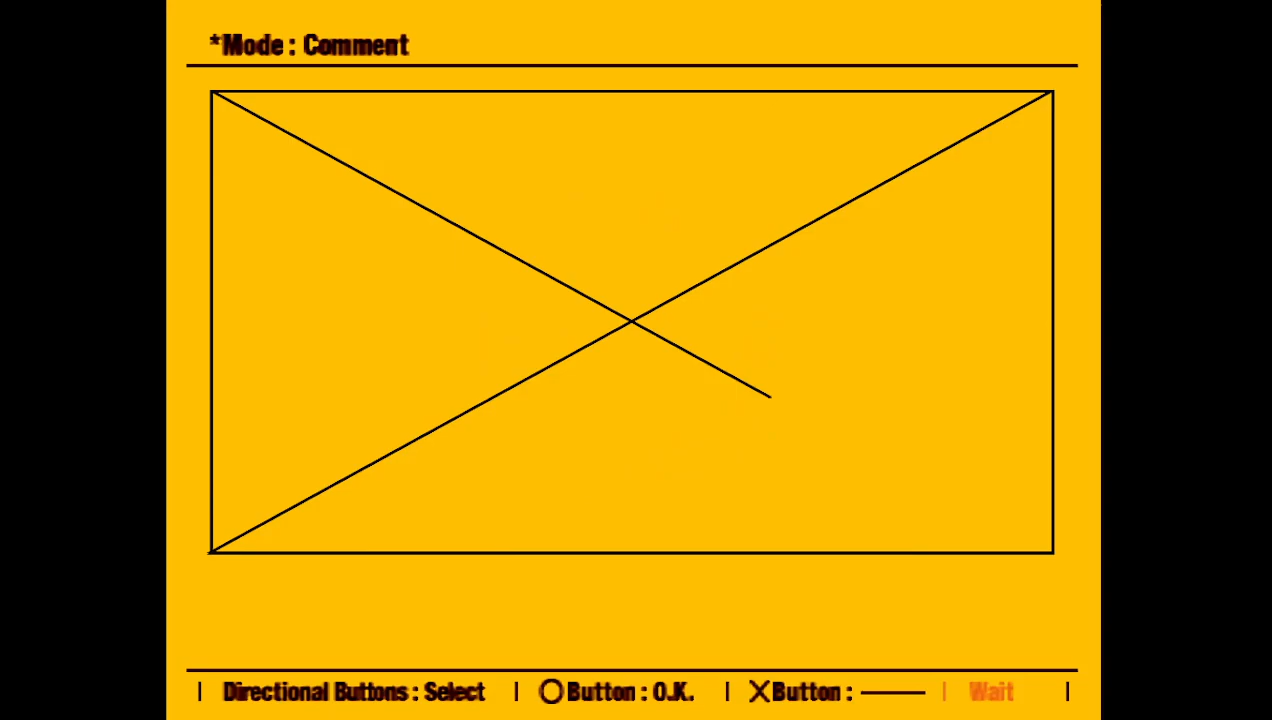 *Mode : Comment
Directional Buttons : Select | ◯Button : O.K. | ✕Button : —— | Wait |